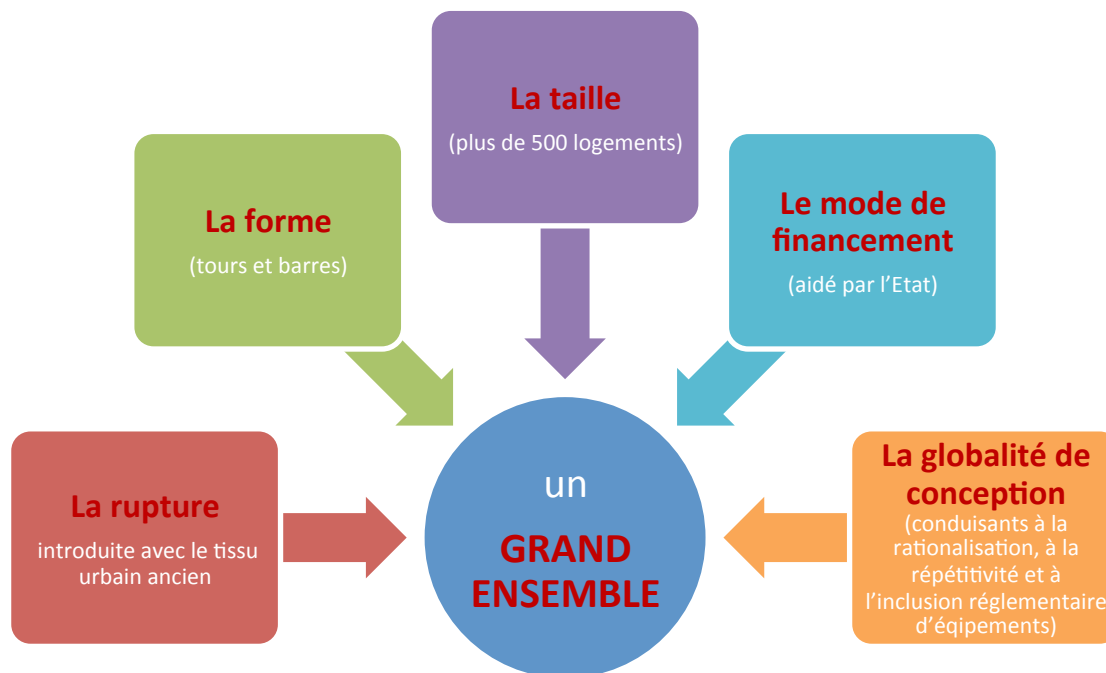 La rupture
introduite avec le tissu
urbain ancien
La forme
(tours et barres)
La taille
(plus de 500 logements)
Le mode de
financement
(aidé par l'Etat)
La globalité de
conception
(conduisants à la
rationalisation, à la
répétitivité et à
l'inclusion réglementaire
d'éqipements)
un
GRAND
ENSEMBLE